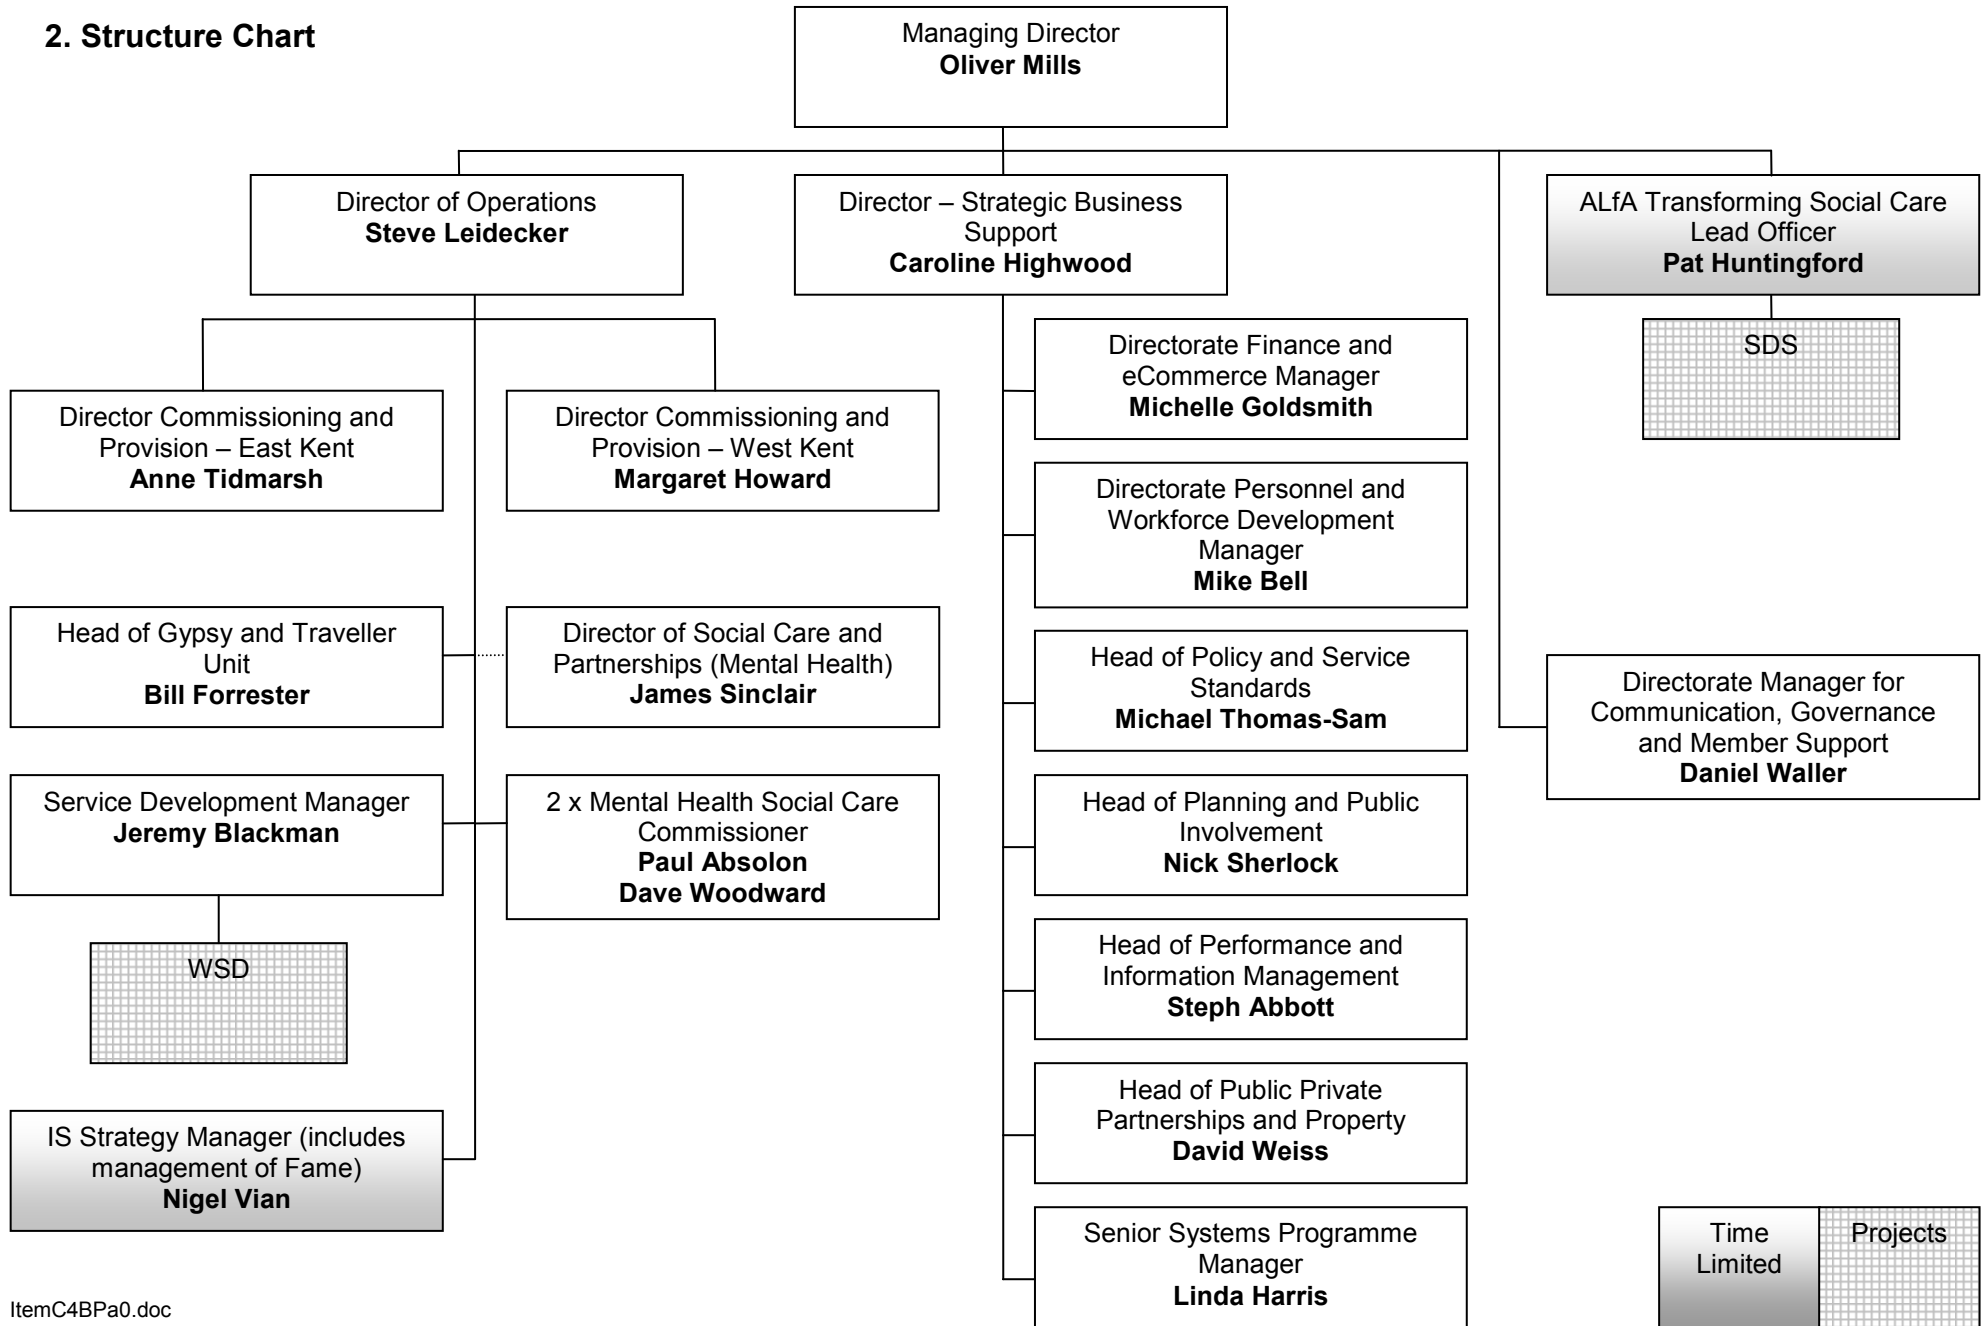 2. Structure Chart
Managing Director
Oliver Mills
Director of Operations
Steve Leidecker
Director – Strategic Business
Support
Caroline Highwood
ALfA Transforming Social Care
Lead Officer
Pat Huntingford
SDS
Director Commissioning and
Provision – East Kent
Anne Tidmarsh
Director Commissioning and
Provision – West Kent
Margaret Howard
Head of Gypsy and Traveller
Unit
Bill Forrester
Director of Social Care and
Partnerships (Mental Health)
James Sinclair
Service Development Manager
Jeremy Blackman
2 x Mental Health Social Care
Commissioner
Paul Absolon
Dave Woodward
WSD
IS Strategy Manager (includes
management of Fame)
Nigel Vian
Directorate Finance and
eCommerce Manager
Michelle Goldsmith
Directorate Personnel and
Workforce Development
Manager
Mike Bell
Head of Policy and Service
Standards
Michael Thomas-Sam
Head of Planning and Public
Involvement
Nick Sherlock
Head of Performance and
Information Management
Steph Abbott
Head of Public Private
Partnerships and Property
David Weiss
Senior Systems Programme
Manager
Linda Harris
Directorate Manager for
Communication, Governance
and Member Support
Daniel Waller
Time
Limited
Projects
ItemC4BPa0.doc